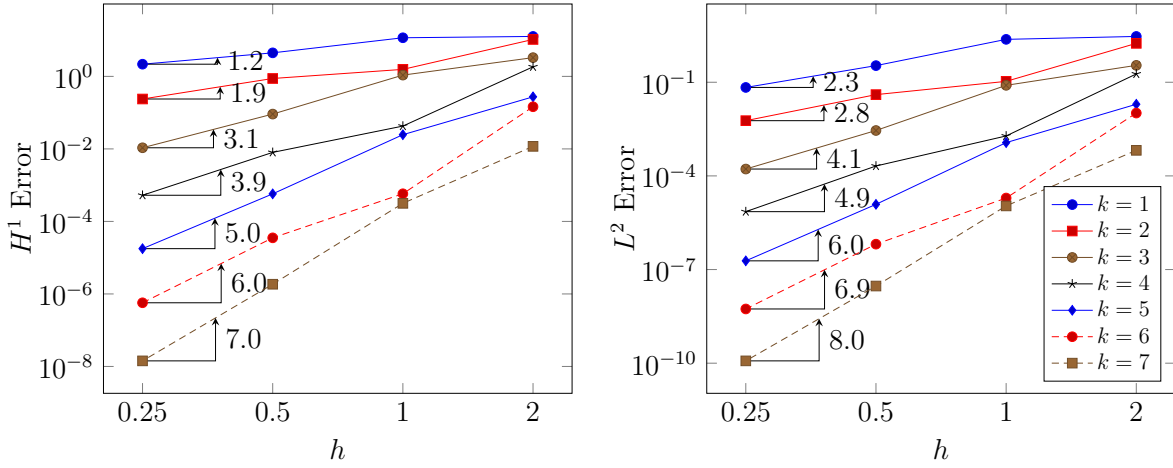 10^0
10^{-2}
10^{-4}
10^{-6}
10^{-8}
H^1 Error
1.2
1.9
3.1
3.9
5.0
6.0
7.0
0.25 0.5 1 2
h
10^{-1}
10^{-4}
10^{-7}
10^{-10}
L^2 Error
2.3
2.8
4.1
4.9
6.0
6.9
8.0
k = 1
k = 2
k = 3
k = 4
k = 5
k = 6
k = 7
0.25 0.5 1 2
h